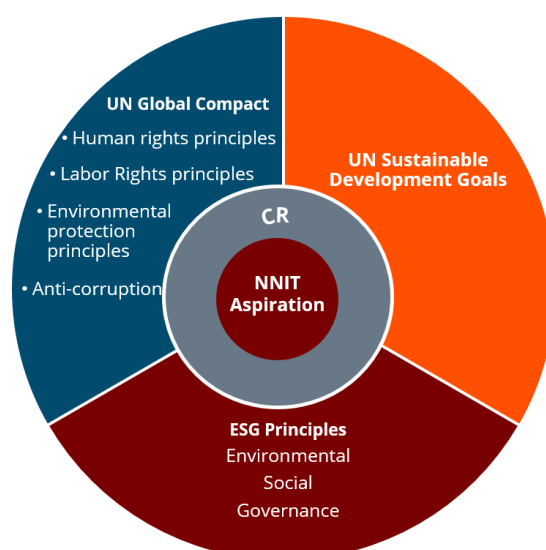 UN Global Compact
• Human rights principles
• Labor Rights principles
• Environmental
protection
principles
• Anti-corruption
UN Sustainable
Development Goals
CR
NNIT
Aspiration
ESG Principles
Environmental
Social
Governance